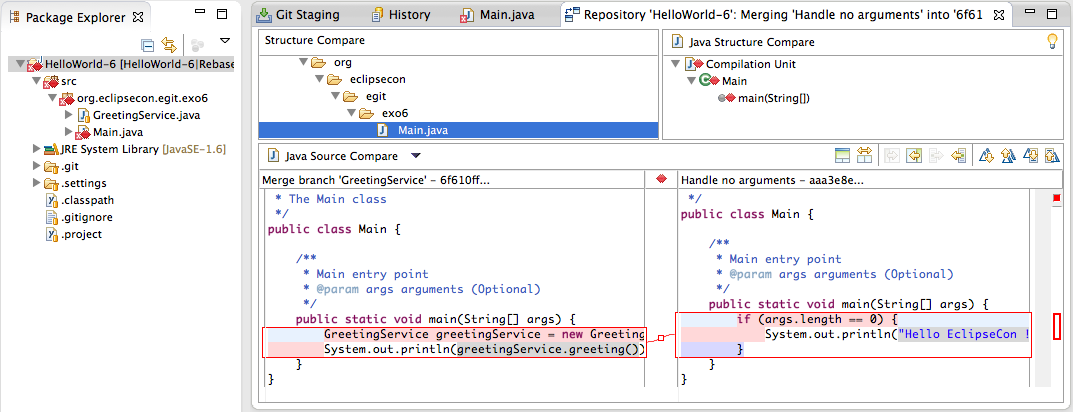 Package Explorer
HelloWorld-6 [HelloWorld-6|Rebase
src
org.eclipsecon.egit.exo6
GreetingService.java
Main.java
JRE System Library [JavaSE-1.6]
.git
.settings
.classpath
.gitignore
.project
Git Staging
History
Main.java
Repository 'HelloWorld-6': Merging 'Handle no arguments' into '6f61
Structure Compare
org
eclipsecon
egit
exo6
Main.java
Java Structure Compare
Compilation Unit
Main
main(String[])
Java Source Compare
Merge branch 'GreetingService' - 6f610ff...
* The Main class
*/
public class Main {
/**
* Main entry point
* @param args arguments (Optional)
*/
public static void main(String[] args) {
GreetingService greetingService = new Greeting
System.out.println(greetingService.greeting())
}
}
Handle no arguments - aaa3e8e...
*/
public class Main {
/**
* Main entry point
* @param args arguments (Optional)
*/
public static void main(String[] args) {
if (args.length == 0) {
System.out.println("Hello EclipseCon !
}
}
}